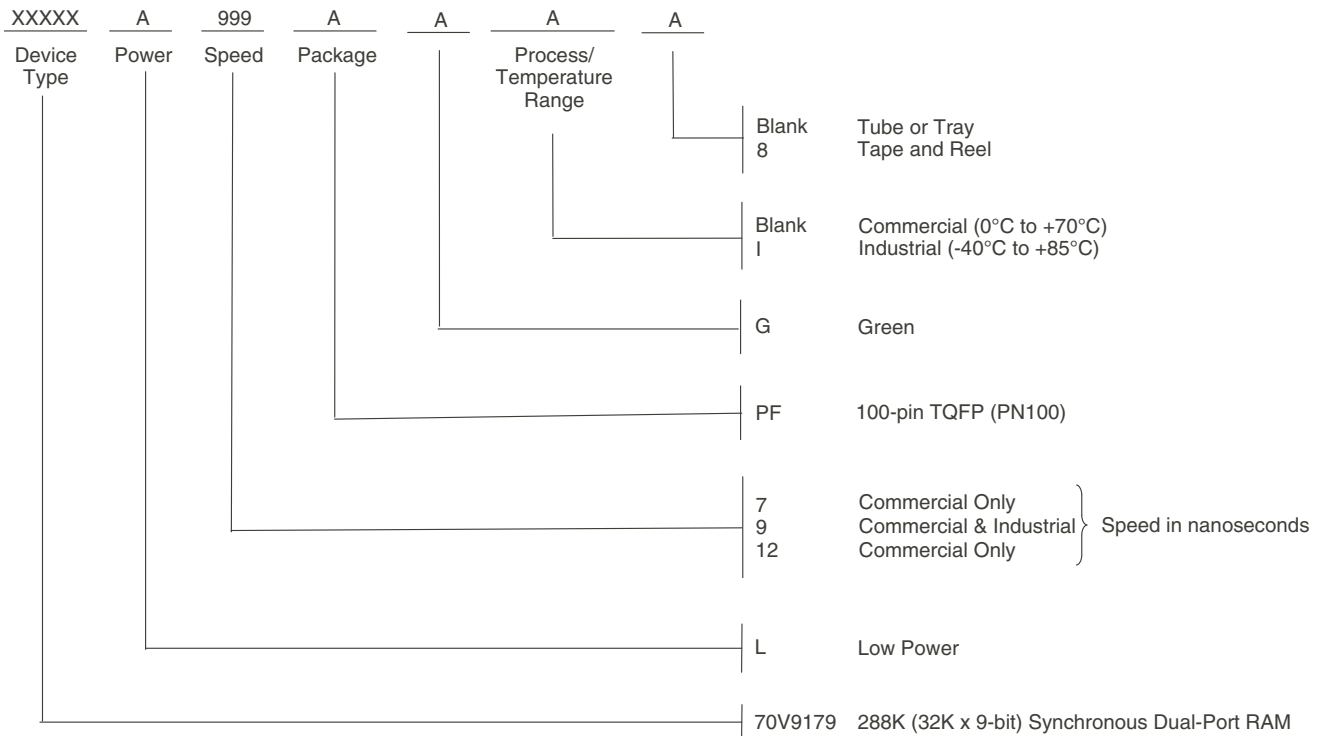 XXXXX A 999 A A A A
Device Type
Power
Speed
Package
Process/
Temperature
Range
Blank Tube or Tray
8 Tape and Reel
Blank Commercial (0°C to +70°C)
I Industrial (-40°C to +85°C)
G Green
PF 100-pin TQFP (PN100)
7 Commercial Only
9 Commercial & Industrial Speed in nanoseconds
12 Commercial Only
L Low Power
70V9179 288K (32K x 9-bit) Synchronous Dual-Port RAM